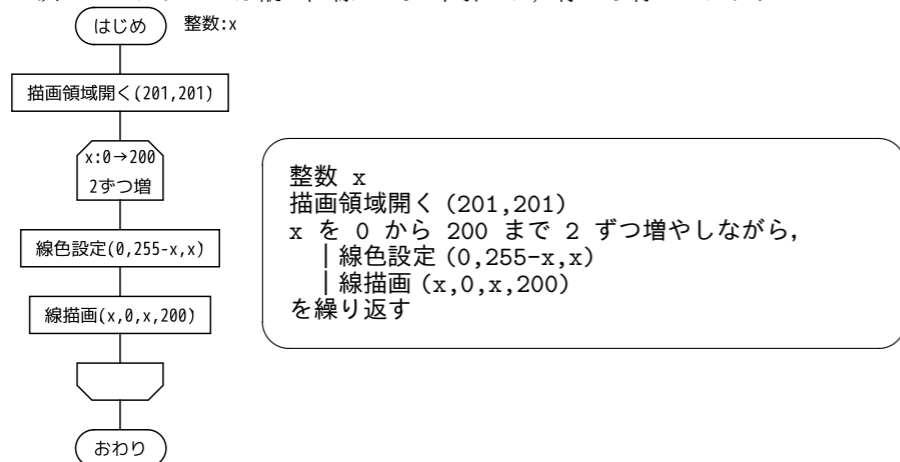 はじめ
整数:x
描画領域開く(201,201)
x:0→200
2ずつ増
線色設定(0,255-x,x)
線描画(x,0,x,200)
おわり
整数 x
描画領域開く (201,201)
x を 0 から 200 まで 2 ずつ増やしながら,
｜線色設定 (0,255-x,x)
｜線描画 (x,0,x,200)
を繰り返す